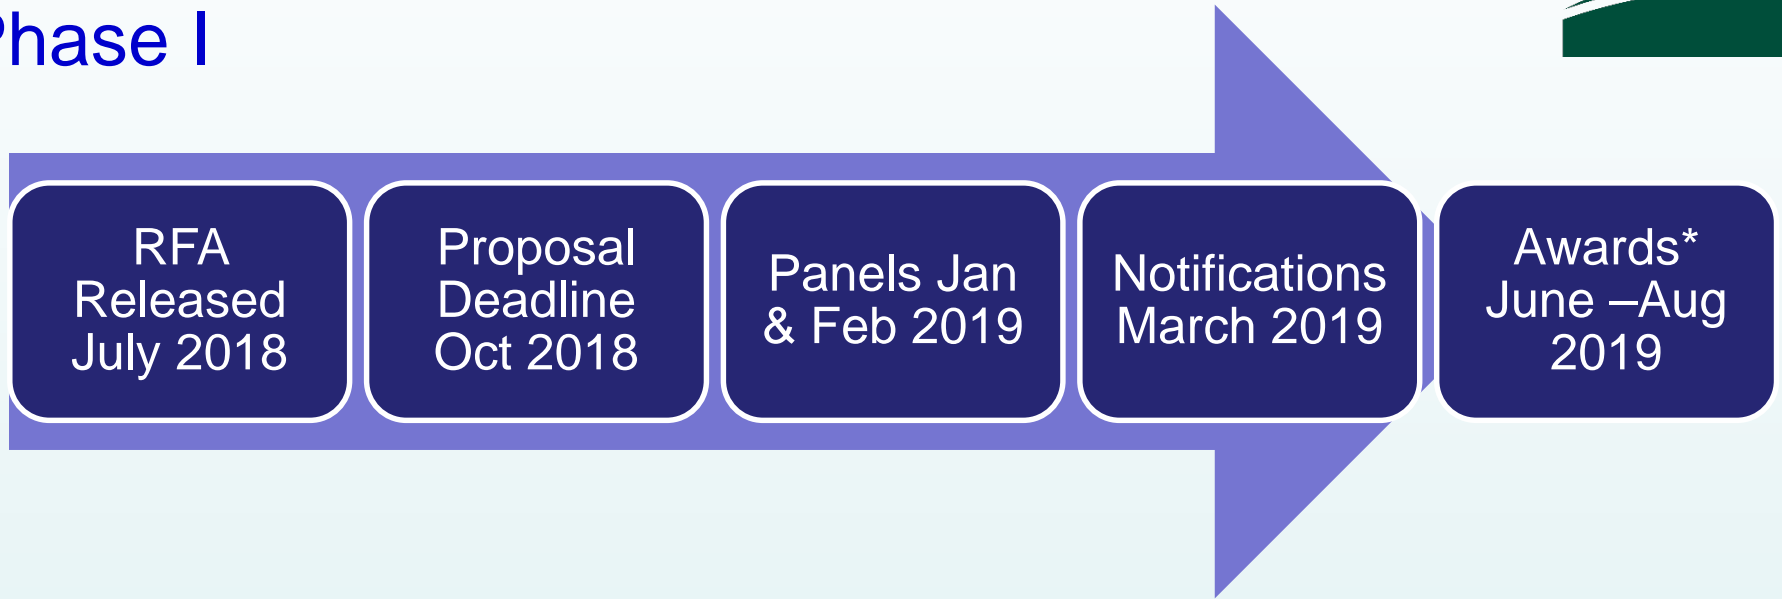 Phase I
RFA
Released
July 2018
Proposal
Deadline
Oct 2018
Panels Jan
& Feb 2019
Notifications
March 2019
Awards*
June –Aug
2019